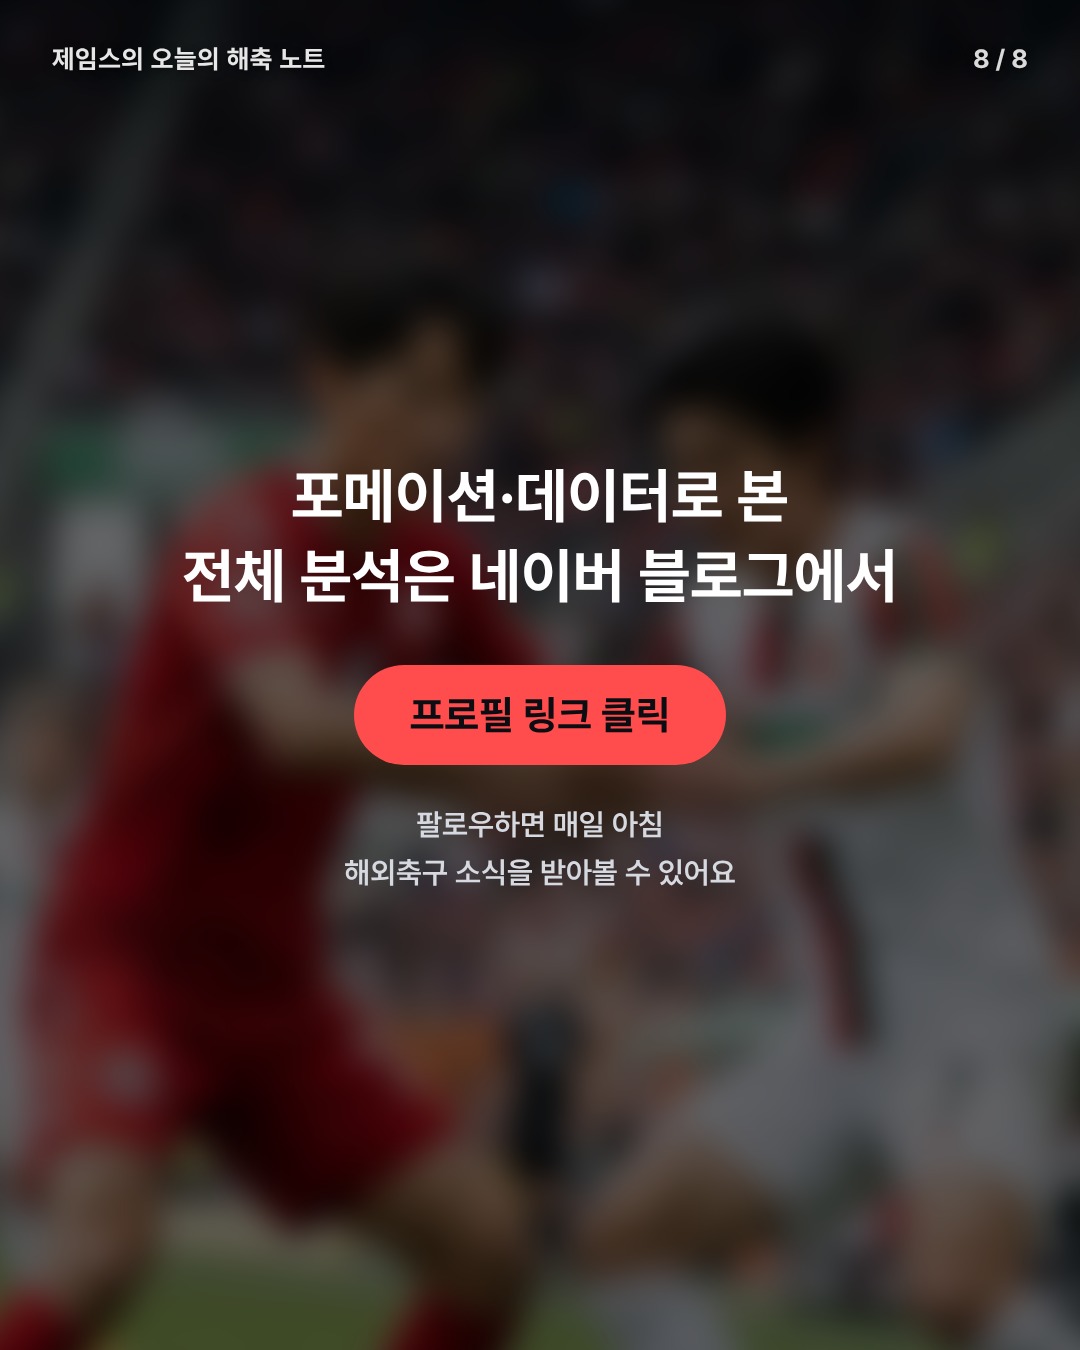 제임스의 오늘의 해축 노트
8 / 8
포메이션·데이터로 본
전체 분석은 네이버 블로그에서
프로필 링크 클릭
팔로우하면 매일 아침
해외축구 소식을 받아볼 수 있어요